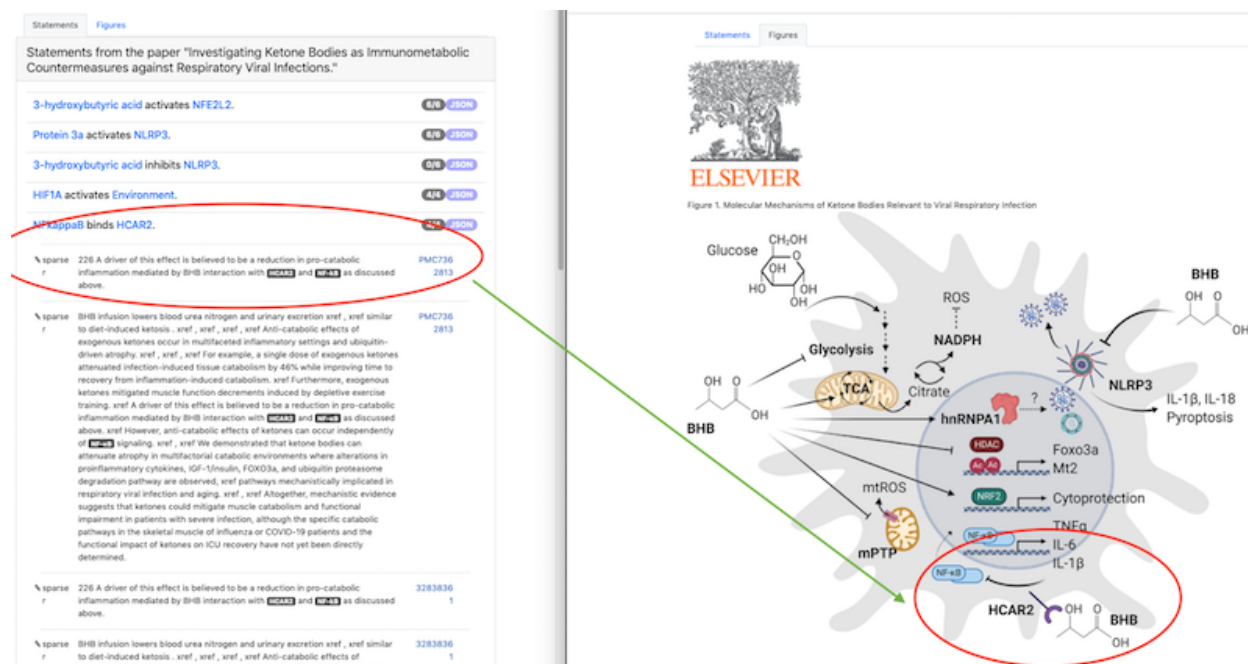 Statements Figures
Statements from the paper "Investigating Ketone Bodies as Immunometabolic
Countermeasures against Respiratory Viral Infections."
3-hydroxybutyric acid activates NFE2L2. 6/6 JSON
Protein 3a activates NLRP3. 6/6 JSON
3-hydroxybutyric acid inhibits NLRP3. 0/6 JSON
HIF1A activates Environment. 4/4 JSON
NFkappaB binds HCAR2. JSON
sparse 226 A driver of this effect is believed to be a reduction in pro-catabolic PMC736
r inflammation mediated by BHB interaction with HCAR2 and NF-kB as discussed 2813
above.
sparse BHB infusion lowers blood urea nitrogen and urinary excretion xref , xref similar PMC736
r to diet-induced ketosis . xref , xref , xref , xref Anti-catabolic effects of 2813
exogenous ketones occur in multifaceted inflammatory settings and ubiquitin-
driven atrophy. xref , xref , xref For example, a single dose of exogenous ketones
attenuated infection-induced tissue catabolism by 46% while improving time to
recovery from inflammation-induced catabolism. xref Furthermore, exogenous
ketones mitigated muscle function decrements induced by depletive exercise
training. xref A driver of this effect is believed to be a reduction in pro-catabolic
inflammation mediated by BHB interaction with HCAR2 and NF-kB as discussed
above. xref However, anti-catabolic effects of ketones can occur independently
of NF-kB signaling. xref , xref We demonstrated that ketone bodies can
attenuate atrophy in multifactorial catabolic environments where alterations in
proinflammatory cytokines, IGF-1/insulin, FOXO3a, and ubiquitin proteasome
degradation pathway are observed, xref pathways mechanistically implicated in
respiratory viral infection and aging. xref , xref Altogether, mechanistic evidence
suggests that ketones could mitigate muscle catabolism and functional
impairment in patients with severe infection, although the specific catabolic
pathways in the skeletal muscle of influenza or COVID-19 patients and the
functional impact of ketones on ICU recovery have not yet been directly
determined.
sparse 226 A driver of this effect is believed to be a reduction in pro-catabolic 3283836
r inflammation mediated by BHB interaction with HCAR2 and NF-kB as discussed 1
above.
sparse BHB infusion lowers blood urea nitrogen and urinary excretion xref , xref similar 3283836
r to diet-induced ketosis . xref , xref , xref , xref Anti-catabolic effects of 1
Statements Figures
ELSEVIER
Figure 1. Molecular Mechanisms of Ketone Bodies Relevant to Viral Respiratory Infection
Glucose
CH₂OH
OH
HO
OH
OH
ROS
NADPH
Glycolysis
TCA
Citrate
BHB
OH O
OH
NLRP3
IL-1β, IL-18
Pyroptosis
OH O
OH
BHB
hnRNPA1
?
HDAC
Ac Ac
Foxo3a
Mt2
NRF2
Cytoprotection
mtROS
mPTP
NF-κB
TNFα
IL-6
IL-1β
NF-κB
HCAR2
OH O
OH
BHB